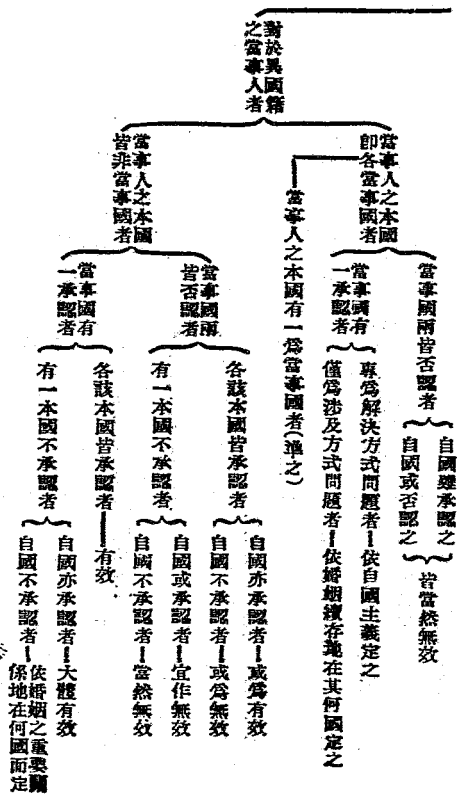 對於異國籍
之當事人者
當事人之本國
卽各當事國者
當事國兩皆否認者
自國雖承認之
自國或否認之
皆當然無效
當事國有
一承認者
專爲解決方式問題者
依自國主義定之
僅爲涉及方式問題者
依婚姻續存地在其何國定之
當事人之本國有一爲當事國者(準之)
當事人之本國
皆非當事國者
當事國兩
皆否認者
各該本國皆承認者
自國亦承認者
或爲有效
自國不承認者
或爲無效
有一本國不承認者
自國或承認者
宜作無效
自國不承認者
當然無效
當事國有
一承認者
各該本國皆承認者
有效
有一本國不承認者
自國亦承認者
大體有效
自國不承認者
依婚姻之重要關
係地在何國而定